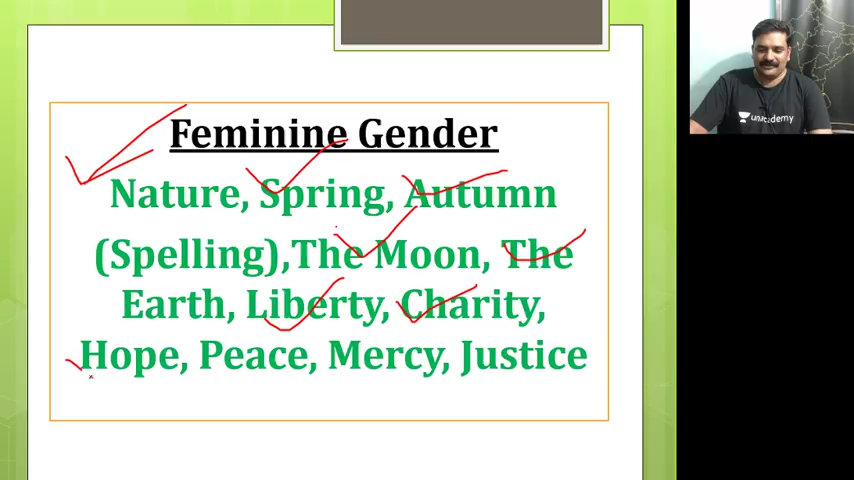 Feminine Gender
Nature, Spring, Autumn
(Spelling),The Moon, The
Earth, Liberty, Charity,
Hope, Peace, Mercy, Justice
unacademy